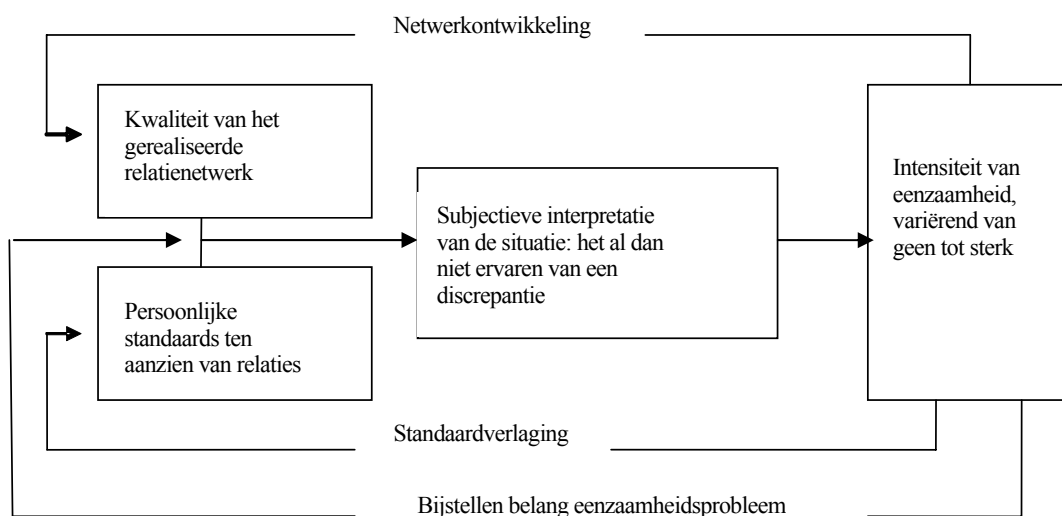 Netwerkontwikkeling
Kwaliteit van het
gerealiseerde
relatienetwerk
Subjectieve interpretatie
van de situatie: het al dan
niet ervaren van een
discrepantie
Intensiteit van
eenzaamheid,
variërend van
geen tot sterk
Persoonlijke
standaards ten
aanzien van relaties
Standaardverlaging
Bijstellen belang eenzaamheidsprobleem